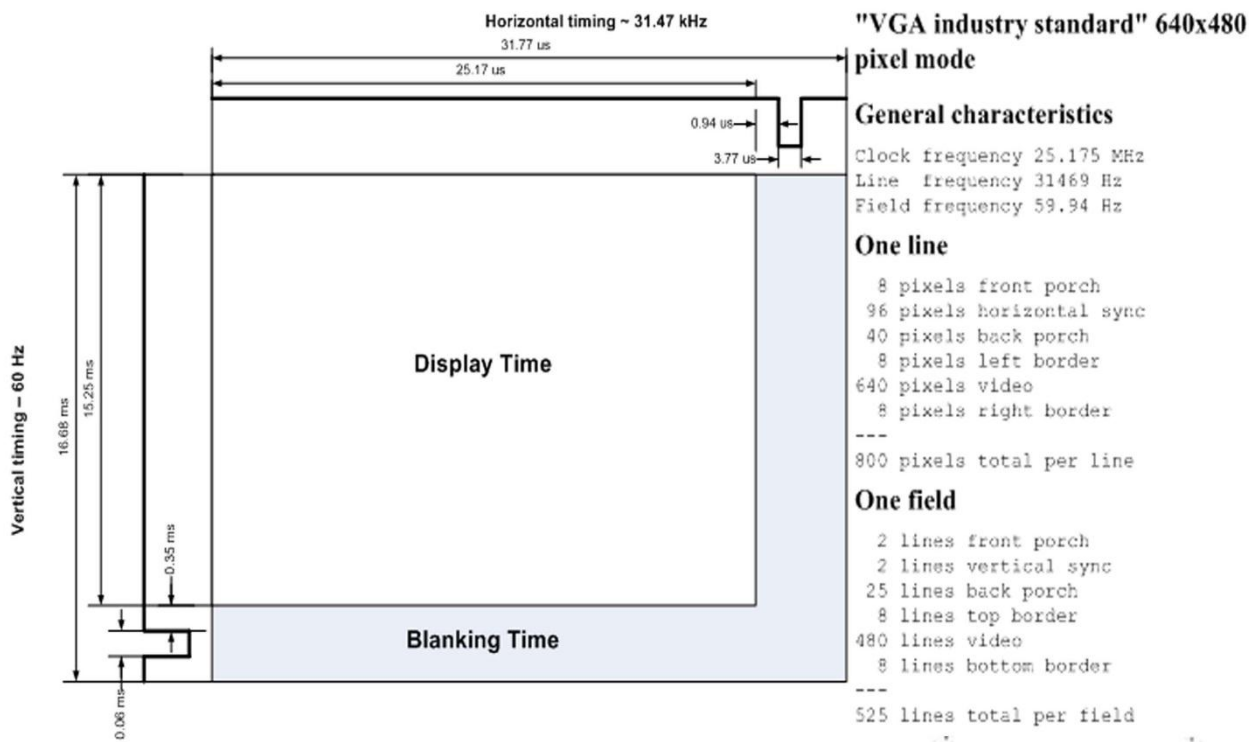 Horizontal timing ~ 31.47 kHz
31.77 us
25.17 us
0.94 us
3.77 us
Vertical timing – 60 Hz
16.68 ms
15.25 ms
0.35 ms
0.06 ms
Display Time
Blanking Time
"VGA industry standard" 640x480
pixel mode
General characteristics
Clock frequency 25.175 MHz
Line frequency 31469 Hz
Field frequency 59.94 Hz
One line
8 pixels front porch
96 pixels horizontal sync
40 pixels back porch
8 pixels left border
640 pixels video
8 pixels right border
---
800 pixels total per line
One field
2 lines front porch
2 lines vertical sync
25 lines back porch
8 lines top border
480 lines video
8 lines bottom border
---
525 lines total per field